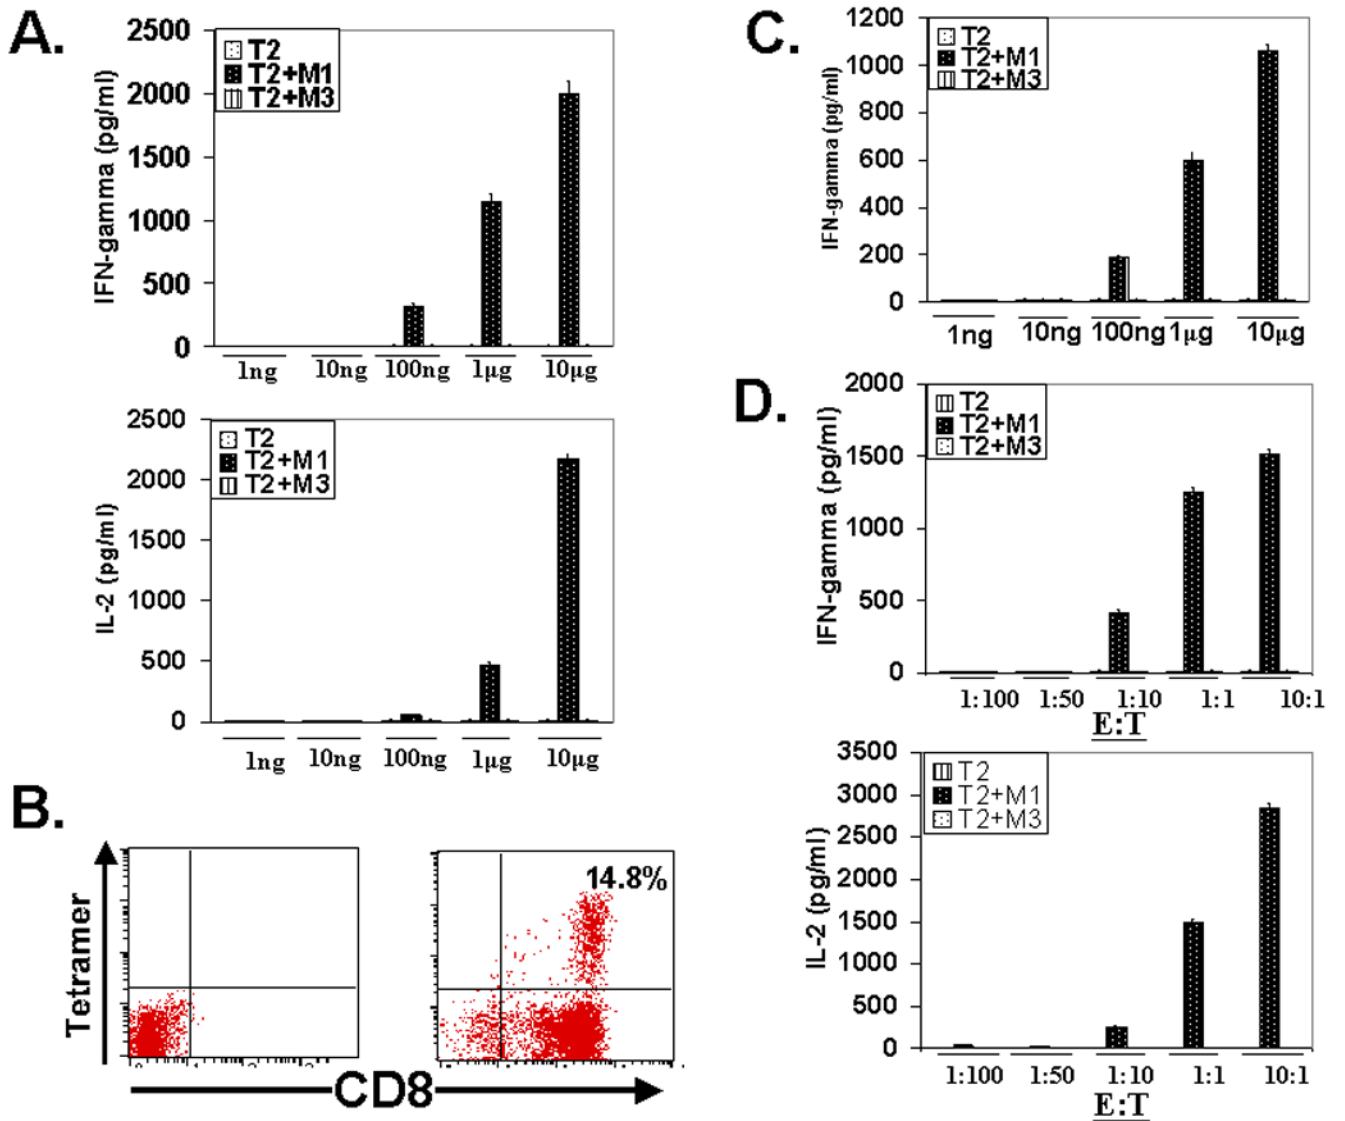 A.
2500
2000
1500
1000
500
0
IFN-gamma (pg/ml)
T2
T2+M1
T2+M3
1ng 10ng 100ng 1µg 10µg
2500
2000
1500
1000
500
0
IL-2 (pg/ml)
T2
T2+M1
T2+M3
1ng 10ng 100ng 1µg 10µg
B.
Tetramer
14.8%
CD8
C.
1200
1000
800
600
400
200
0
IFN-gamma (pg/ml)
T2
T2+M1
T2+M3
1ng 10ng 100ng 1µg 10µg
D.
2000
1500
1000
500
0
IFN-gamma (pg/ml)
T2
T2+M1
T2+M3
1:100 1:50 1:10 1:1 10:1
E:T
3500
3000
2500
2000
1500
1000
500
0
IL-2 (pg/ml)
T2
T2+M1
T2+M3
1:100 1:50 1:10 1:1 10:1
E:T